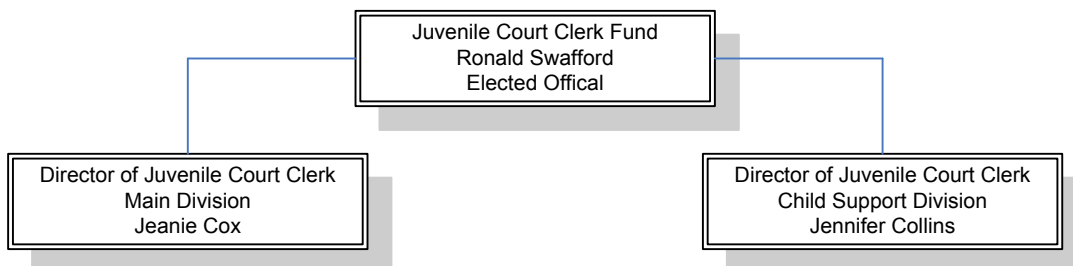 Juvenile Court Clerk Fund
Ronald Swafford
Elected Offical
Director of Juvenile Court Clerk
Main Division
Jeanie Cox
Director of Juvenile Court Clerk
Child Support Division
Jennifer Collins